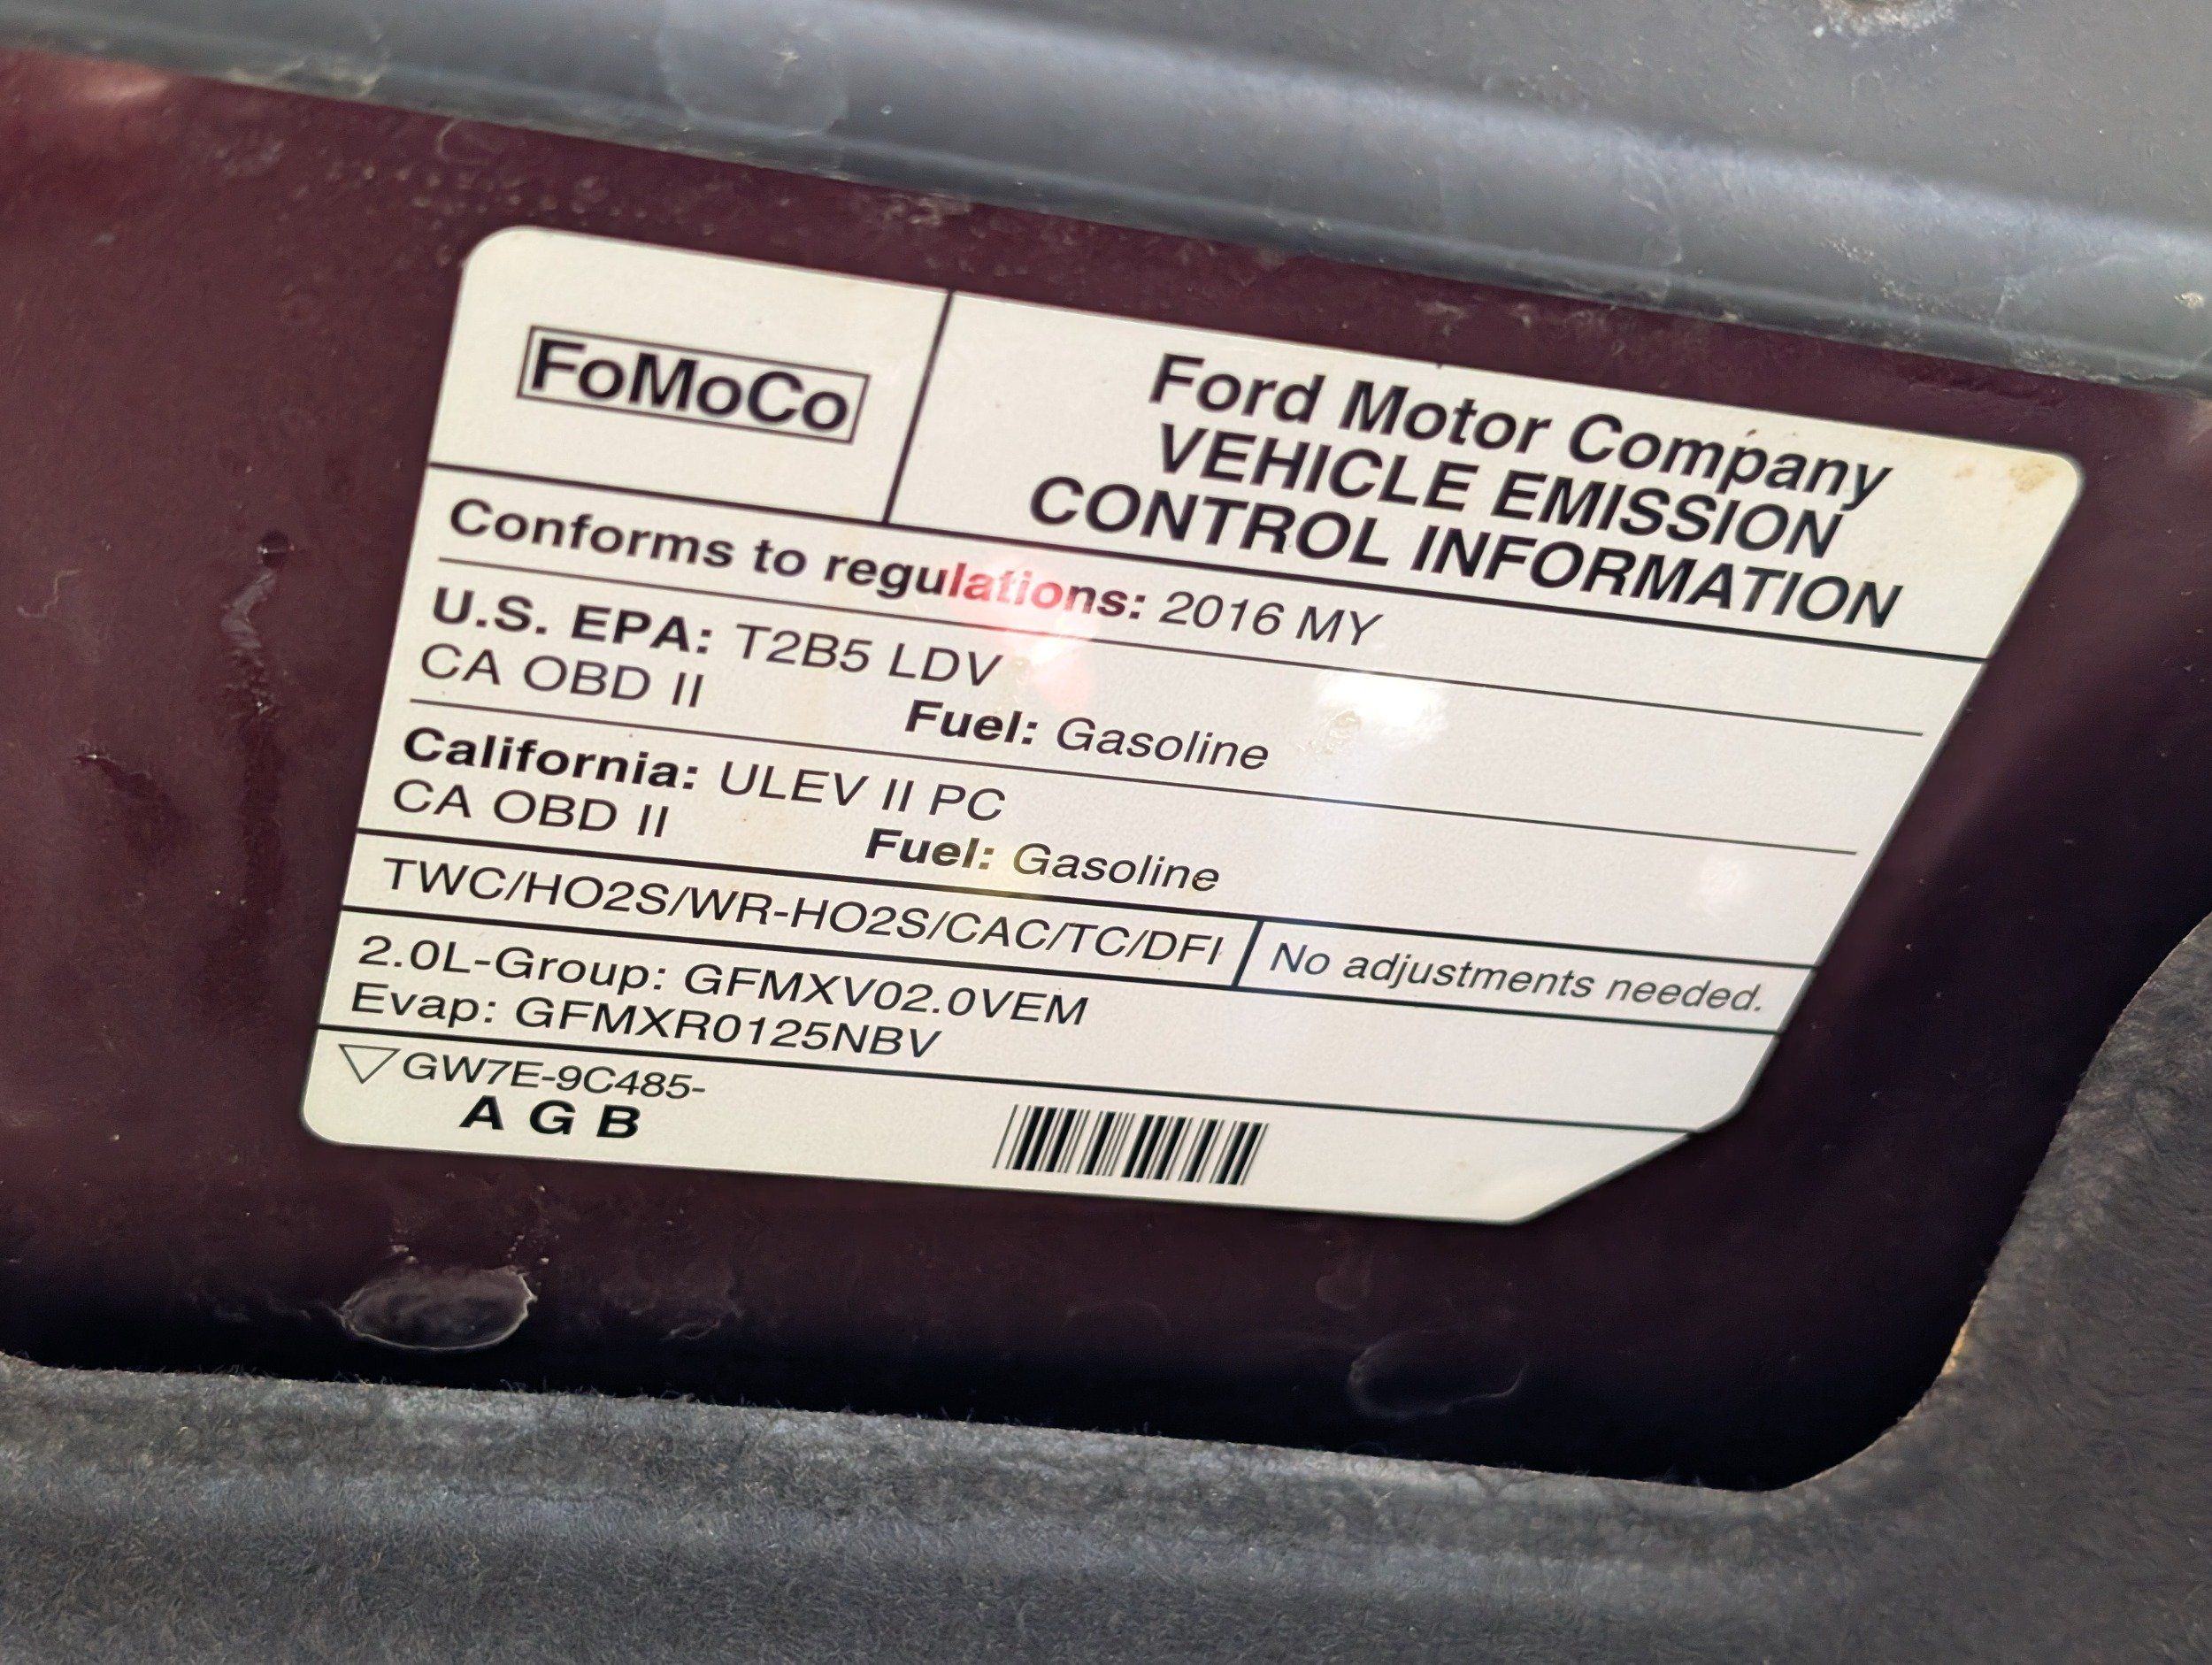 FoMoCo
Ford Motor Company
VEHICLE EMISSION
CONTROL INFORMATION
Conforms to regulations: 2016 MY
U.S. EPA: T2B5 LDV
CA OBD II Fuel: Gasoline
California: ULEV II PC
CA OBD II Fuel: Gasoline
TWC/HO2S/WR-HO2S/CAC/TC/DFI No adjustments needed.
2.0L-Group: GFMXV02.0VEM
Evap: GFMXR0125NBV
GW7E-9C485-
A G B